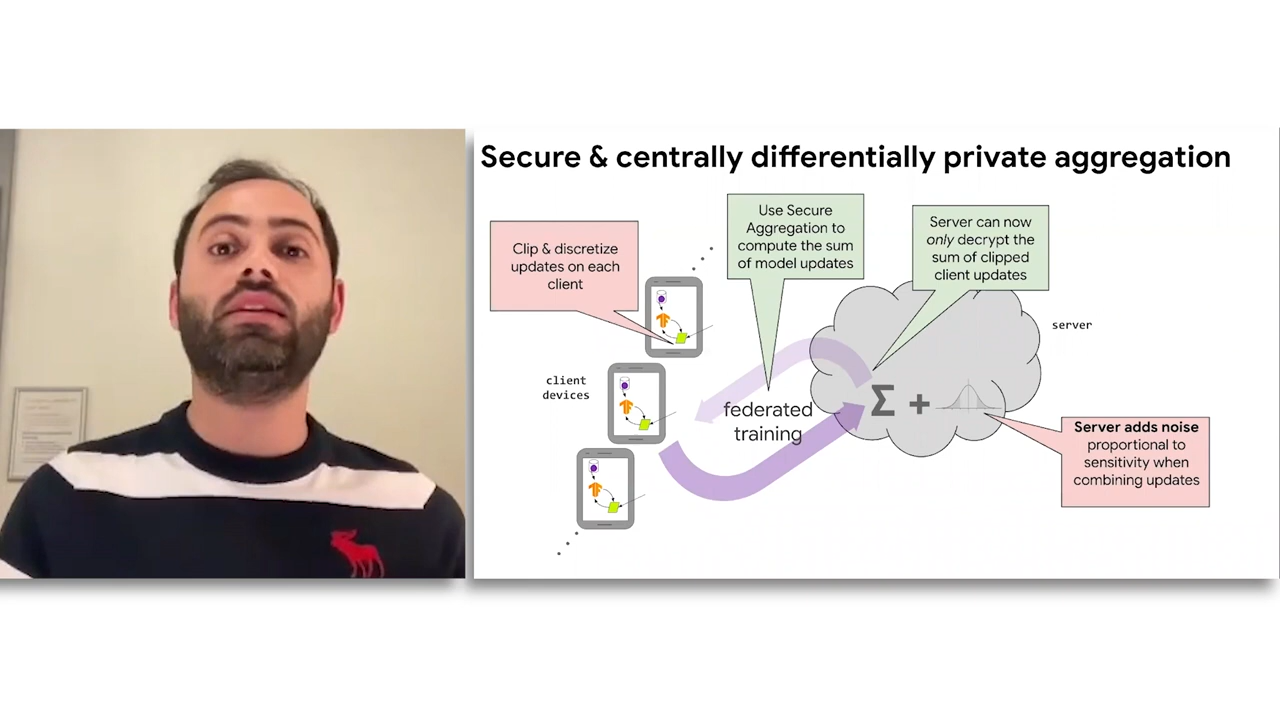 Secure & centrally differentially private aggregation
Clip & discretize
updates on each
client
Use Secure
Aggregation to
compute the sum
of model updates
Server can now
only decrypt the
sum of clipped
client updates
server
client
devices
federated
training
Σ +
Server adds noise
proportional to
sensitivity when
combining updates